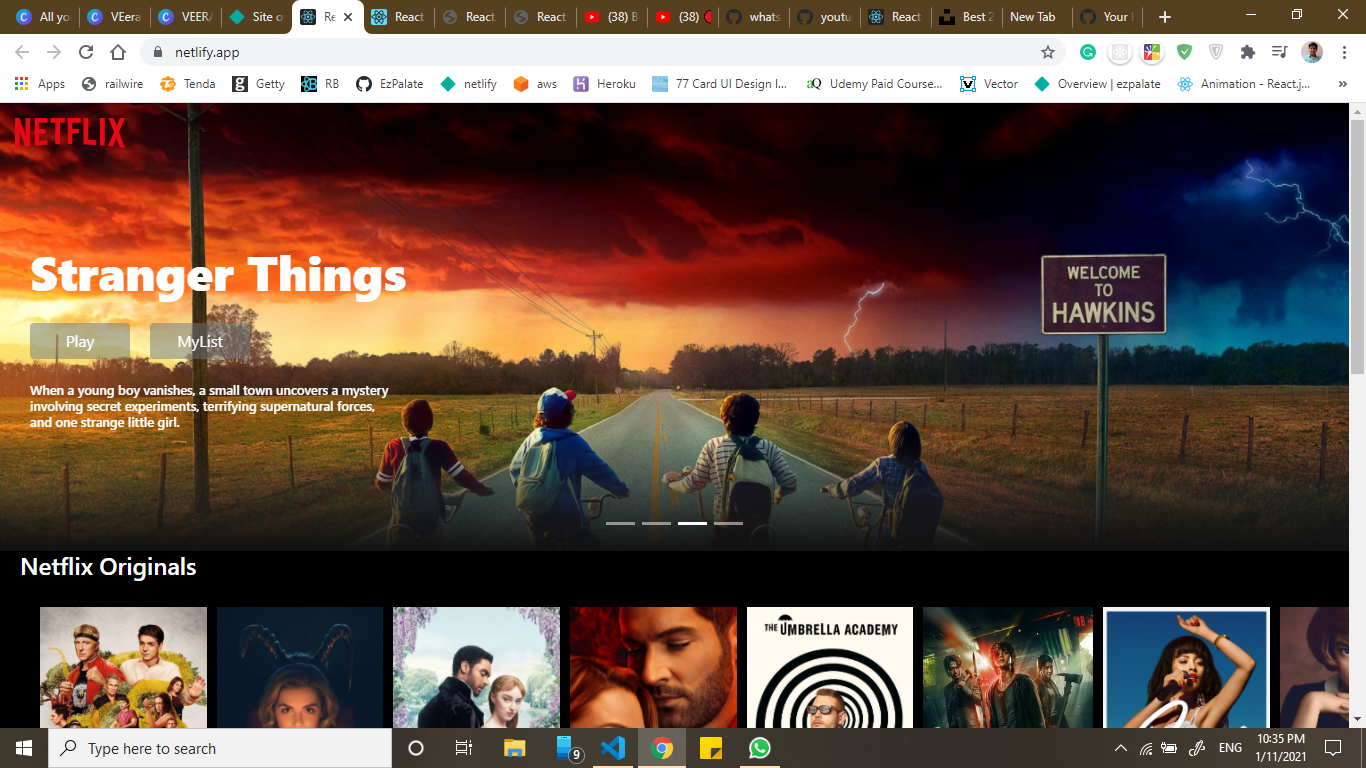 All yo
VEera
VEERA
Site o
Re
React
React
React
(38) B
(38)
whats
youtu
React
Best 2
New Tab
Your
netlify.app
Apps
railwire
Tenda
Getty
RB
EzPalate
netlify
aws
Heroku
77 Card UI Design I...
Udemy Paid Course...
Vector
Overview | ezpalate
Animation - React.j...
NETFLIX
Stranger Things
Play
MyList
When a young boy vanishes, a small town uncovers a mystery
involving secret experiments, terrifying supernatural forces,
and one strange little girl.
WELCOME
TO
HAWKINS
Netflix Originals
THE UMBRELLA ACADEMY
Type here to search
9
ENG
10:35 PM
1/11/2021